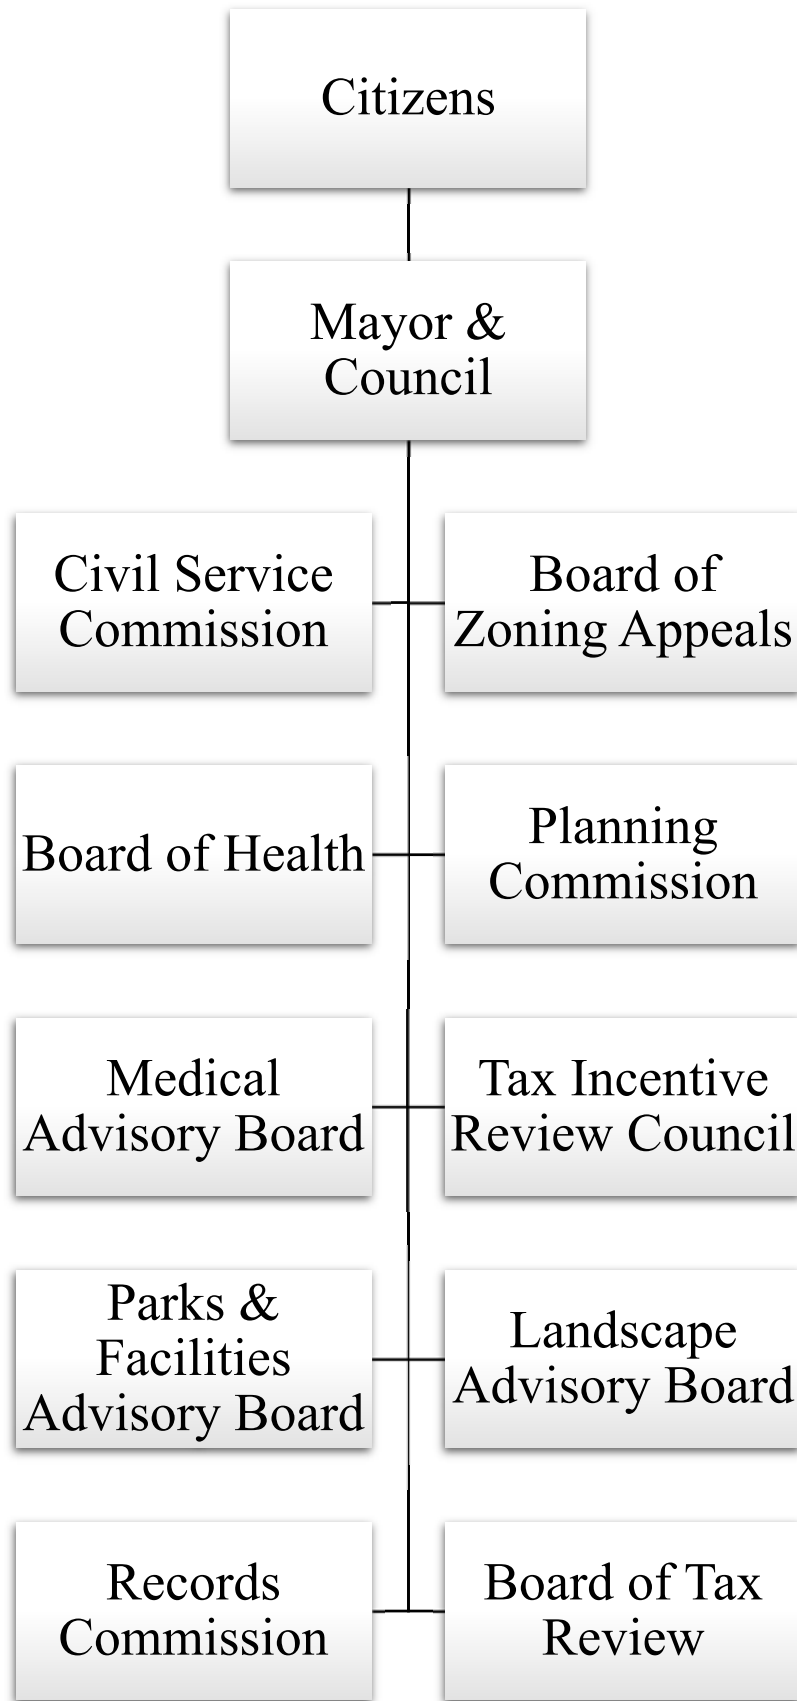 Citizens
Mayor &
Council
Civil Service
Commission
Board of
Zoning Appeals
Board of Health
Planning
Commission
Medical
Advisory Board
Tax Incentive
Review Council
Parks &
Facilities
Advisory Board
Landscape
Advisory Board
Records
Commission
Board of Tax
Review